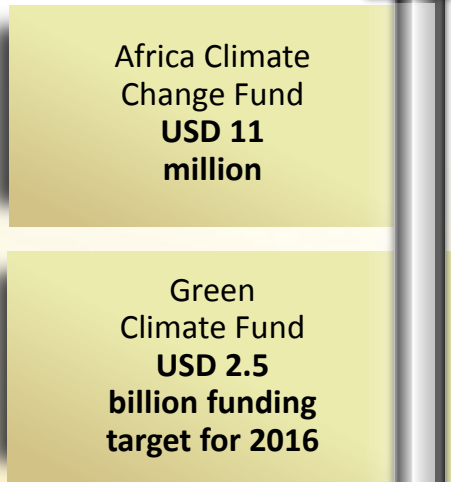 Africa Climate
Change Fund
USD 11
million
Green
Climate Fund
USD 2.5
billion funding
target for 2016